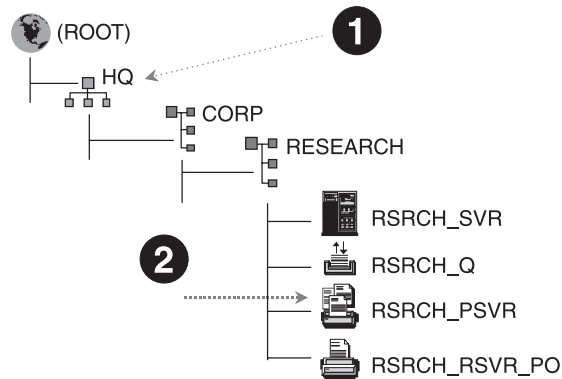 (ROOT)
1
HQ
CORP
RESEARCH
RSRCH_SVR
RSRCH_Q
2
RSRCH_PSVR
RSRCH_RSVR_PO